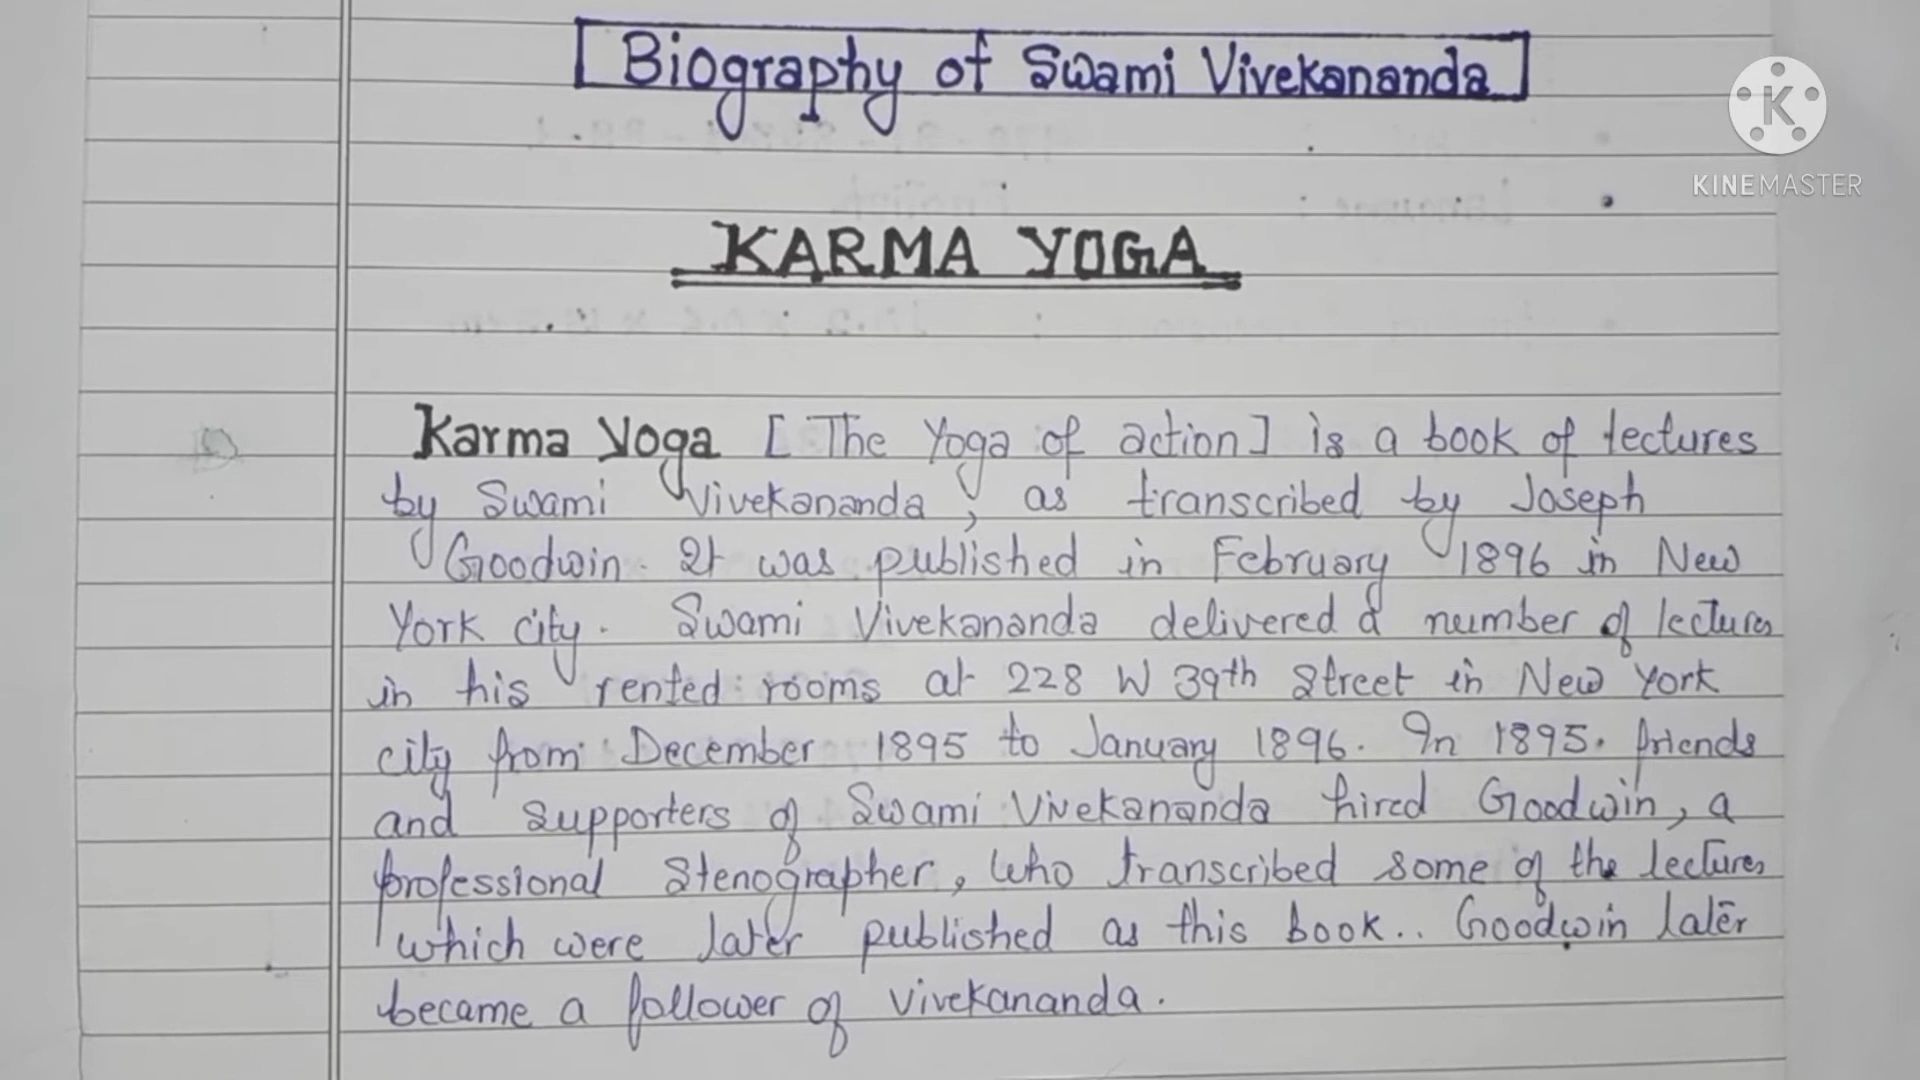 [Biography of Swami Vivekananda]
KINEMASTER
KARMA YOGA
Karma Yoga [The Yoga of action] is a book of lectures
by Swami Vivekananda, as transcribed by Joseph
Goodwin. It was published in February 1896 in New
York city. Swami Vivekananda delivered a number of lectures
in his rented rooms at 228 W 39th Street in New York
city from December 1895 to January 1896. In 1895. friends
and supporters of Swami Vivekananda hired Goodwin, a
professional Stenographer, who transcribed some of the lectures
which were later published as this book.. Goodwin later
became a follower of Vivekananda.